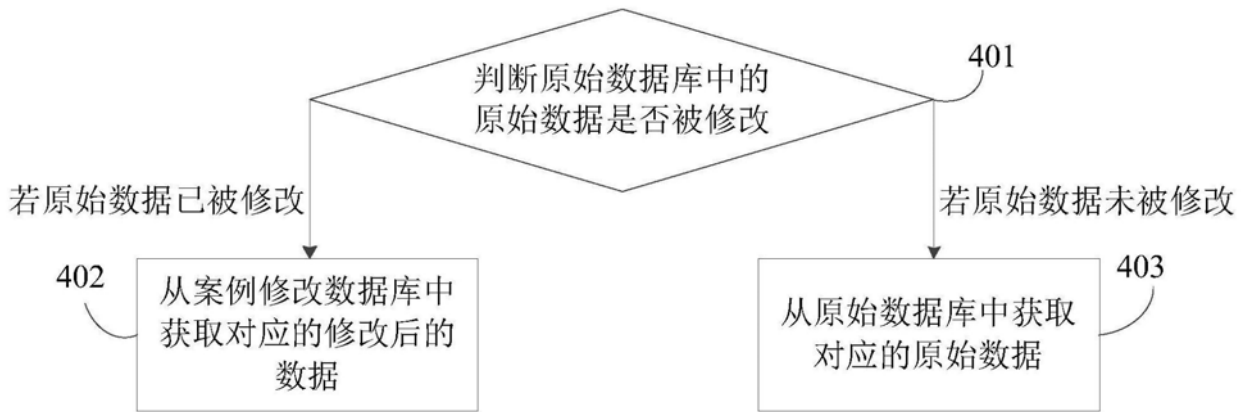 判断原始数据库中的
原始数据是否被修改
401
若原始数据已被修改
若原始数据未被修改
402
从案例修改数据库中
获取对应的修改后的
数据
403
从原始数据库中获取
对应的原始数据